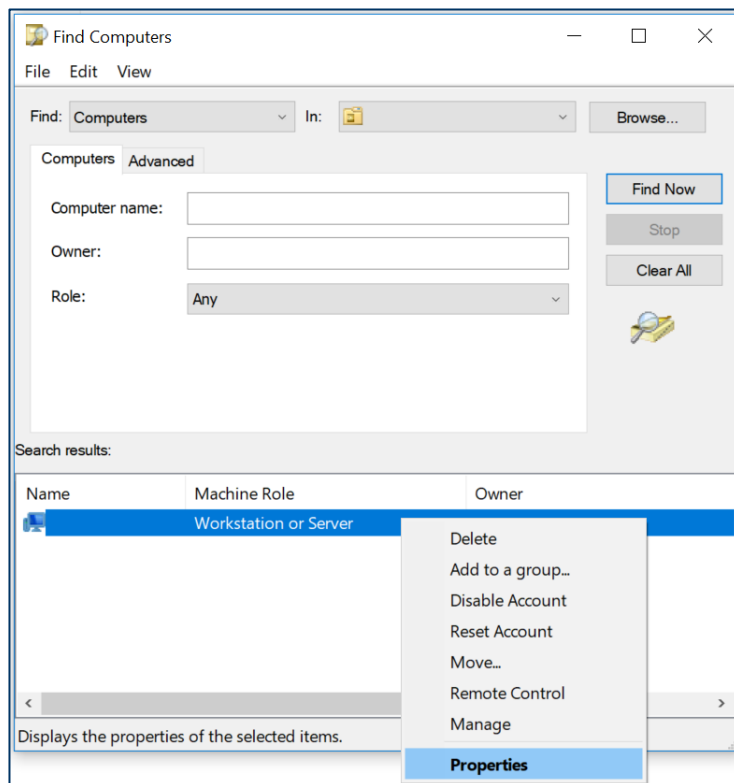 Find Computers
File Edit View
Find: Computers In: Browse...
Computers Advanced
Computer name:
Owner:
Role: Any
Find Now
Stop
Clear All
Search results:
Name Machine Role Owner
Workstation or Server
Delete
Add to a group...
Disable Account
Reset Account
Move...
Remote Control
Manage
Properties
Displays the properties of the selected items.